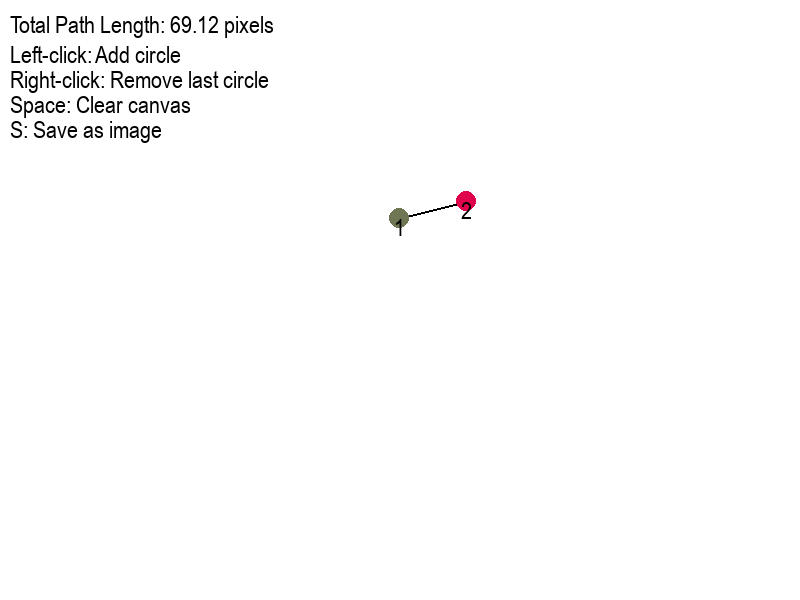 Total Path Length: 69.12 pixels
Left-click: Add circle
Right-click: Remove last circle
Space: Clear canvas
S: Save as image
2
1